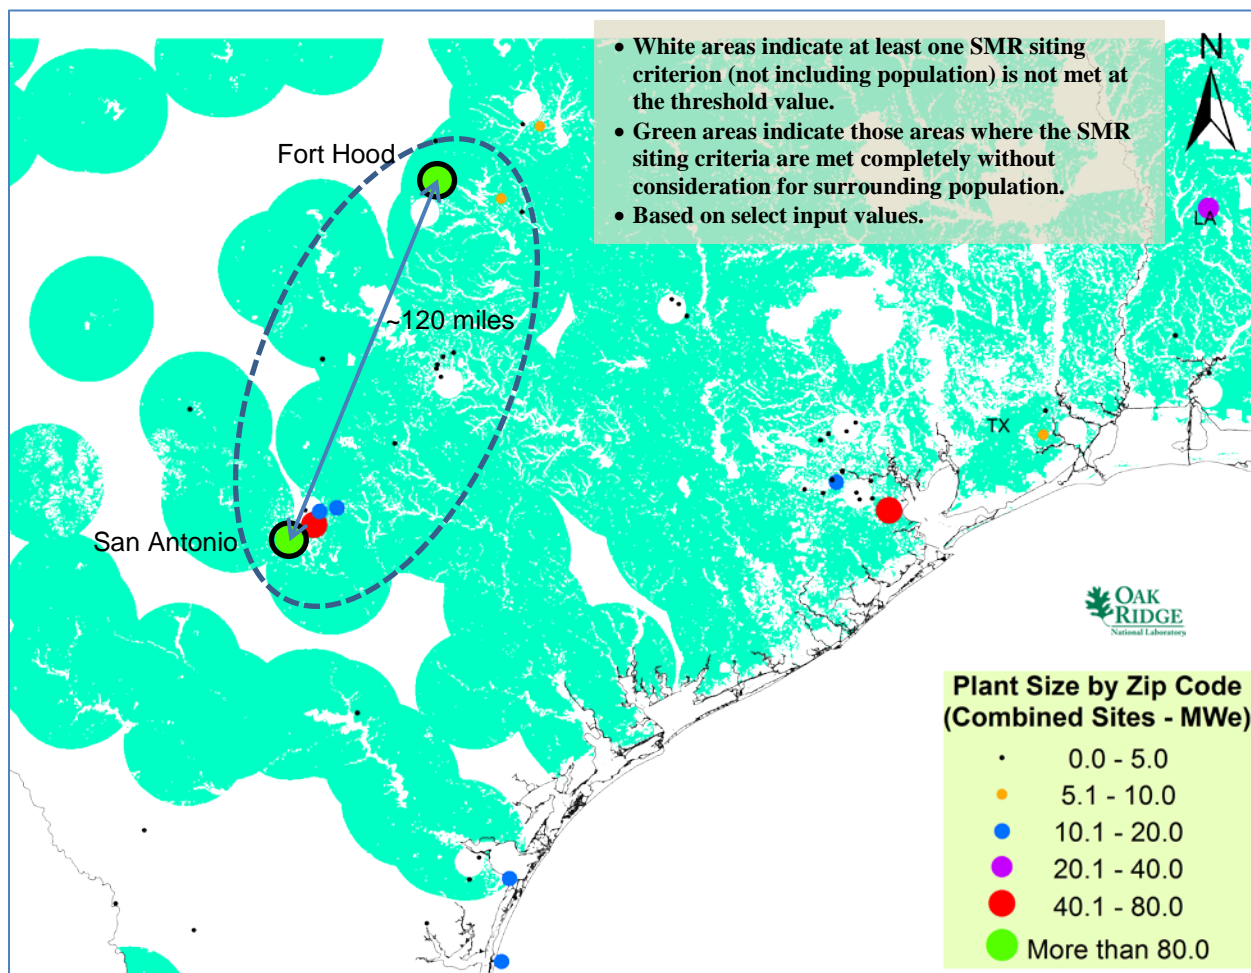 • White areas indicate at least one SMR siting
criterion (not including population) is not met at
the threshold value.
• Green areas indicate those areas where the SMR
siting criteria are met completely without
consideration for surrounding population.
• Based on select input values.
N
Fort Hood
LA
~120 miles
TX
San Antonio
OAK
RIDGE
National Laboratory
Plant Size by Zip Code
(Combined Sites - MWe)
0.0 - 5.0
5.1 - 10.0
10.1 - 20.0
20.1 - 40.0
40.1 - 80.0
More than 80.0